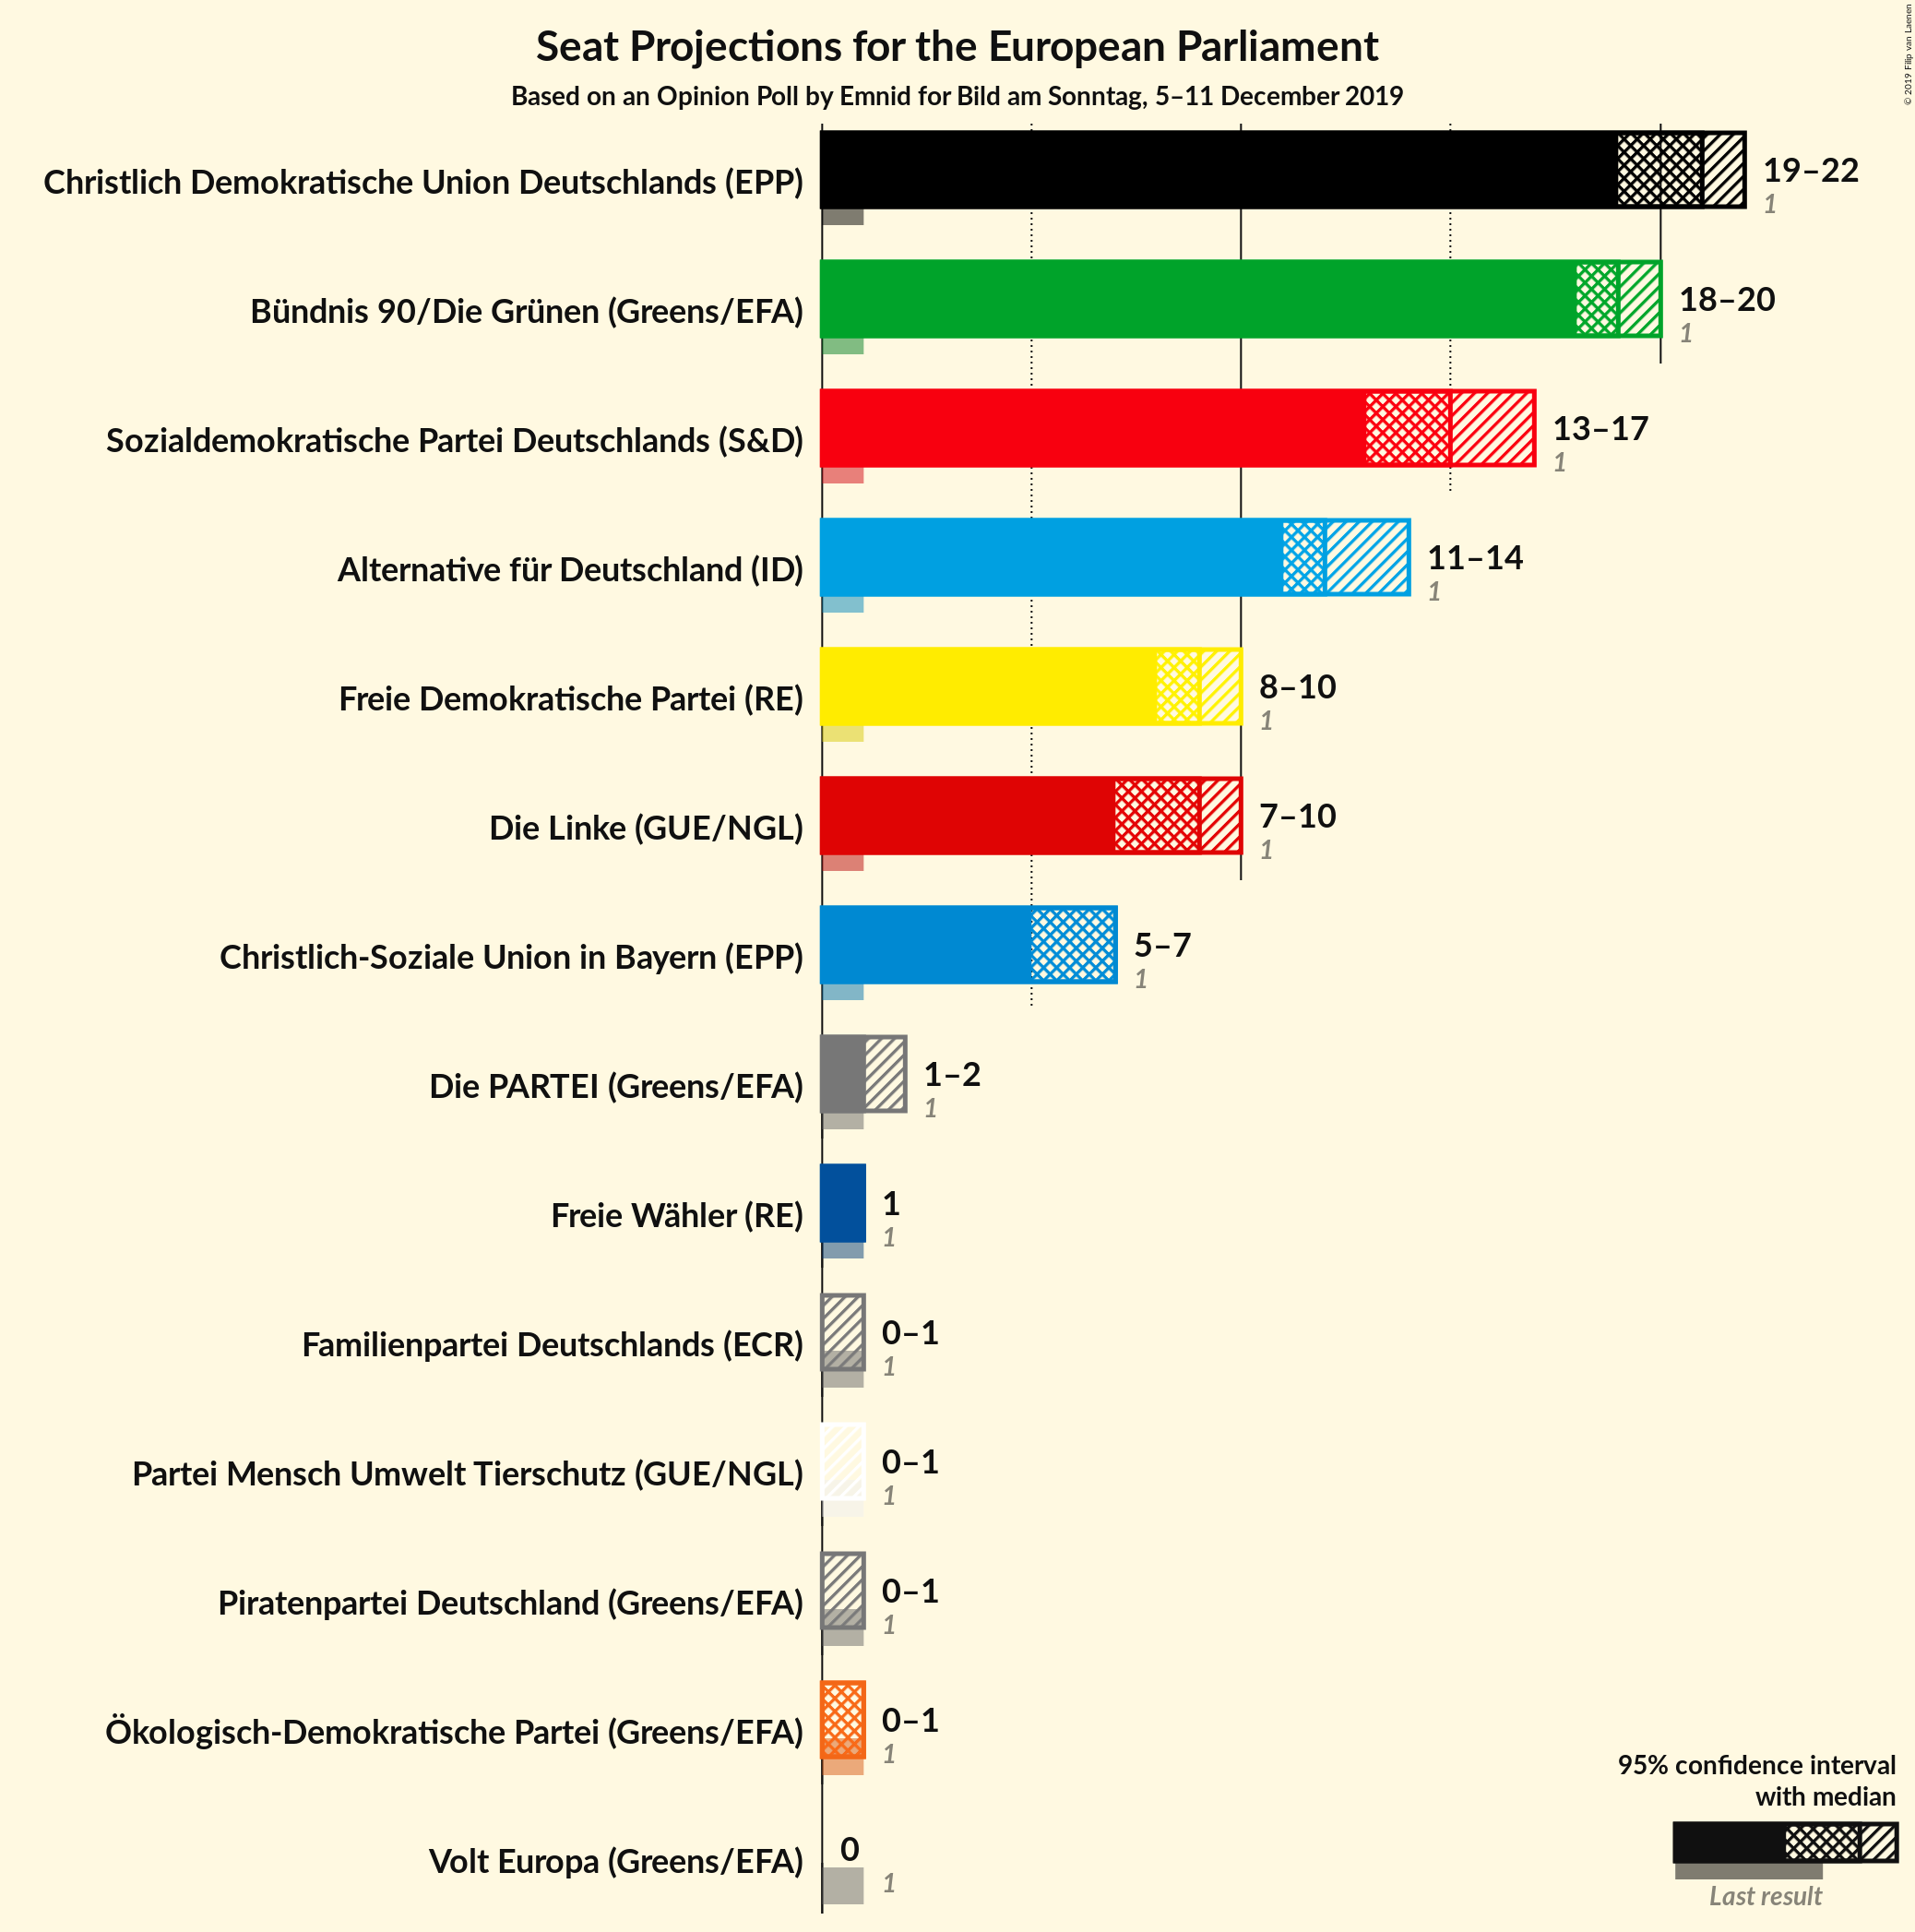 Seat Projections for the European Parliament
Based on an Opinion Poll by Emnid for Bild am Sonntag, 5–11 December 2019
© 2019 Filip van Laenen
Christlich Demokratische Union Deutschlands (EPP)
19–22
1
Bündnis 90/Die Grünen (Greens/EFA)
18–20
1
Sozialdemokratische Partei Deutschlands (S&D)
13–17
1
Alternative für Deutschland (ID)
11–14
1
Freie Demokratische Partei (RE)
8–10
1
Die Linke (GUE/NGL)
7–10
1
Christlich-Soziale Union in Bayern (EPP)
5–7
1
Die PARTEI (Greens/EFA)
1–2
1
Freie Wähler (RE)
1
1
Familienpartei Deutschlands (ECR)
0–1
1
Partei Mensch Umwelt Tierschutz (GUE/NGL)
0–1
1
Piratenpartei Deutschland (Greens/EFA)
0–1
1
Ökologisch-Demokratische Partei (Greens/EFA)
0–1
1
Volt Europa (Greens/EFA)
0
1
95% confidence interval
with median
Last result